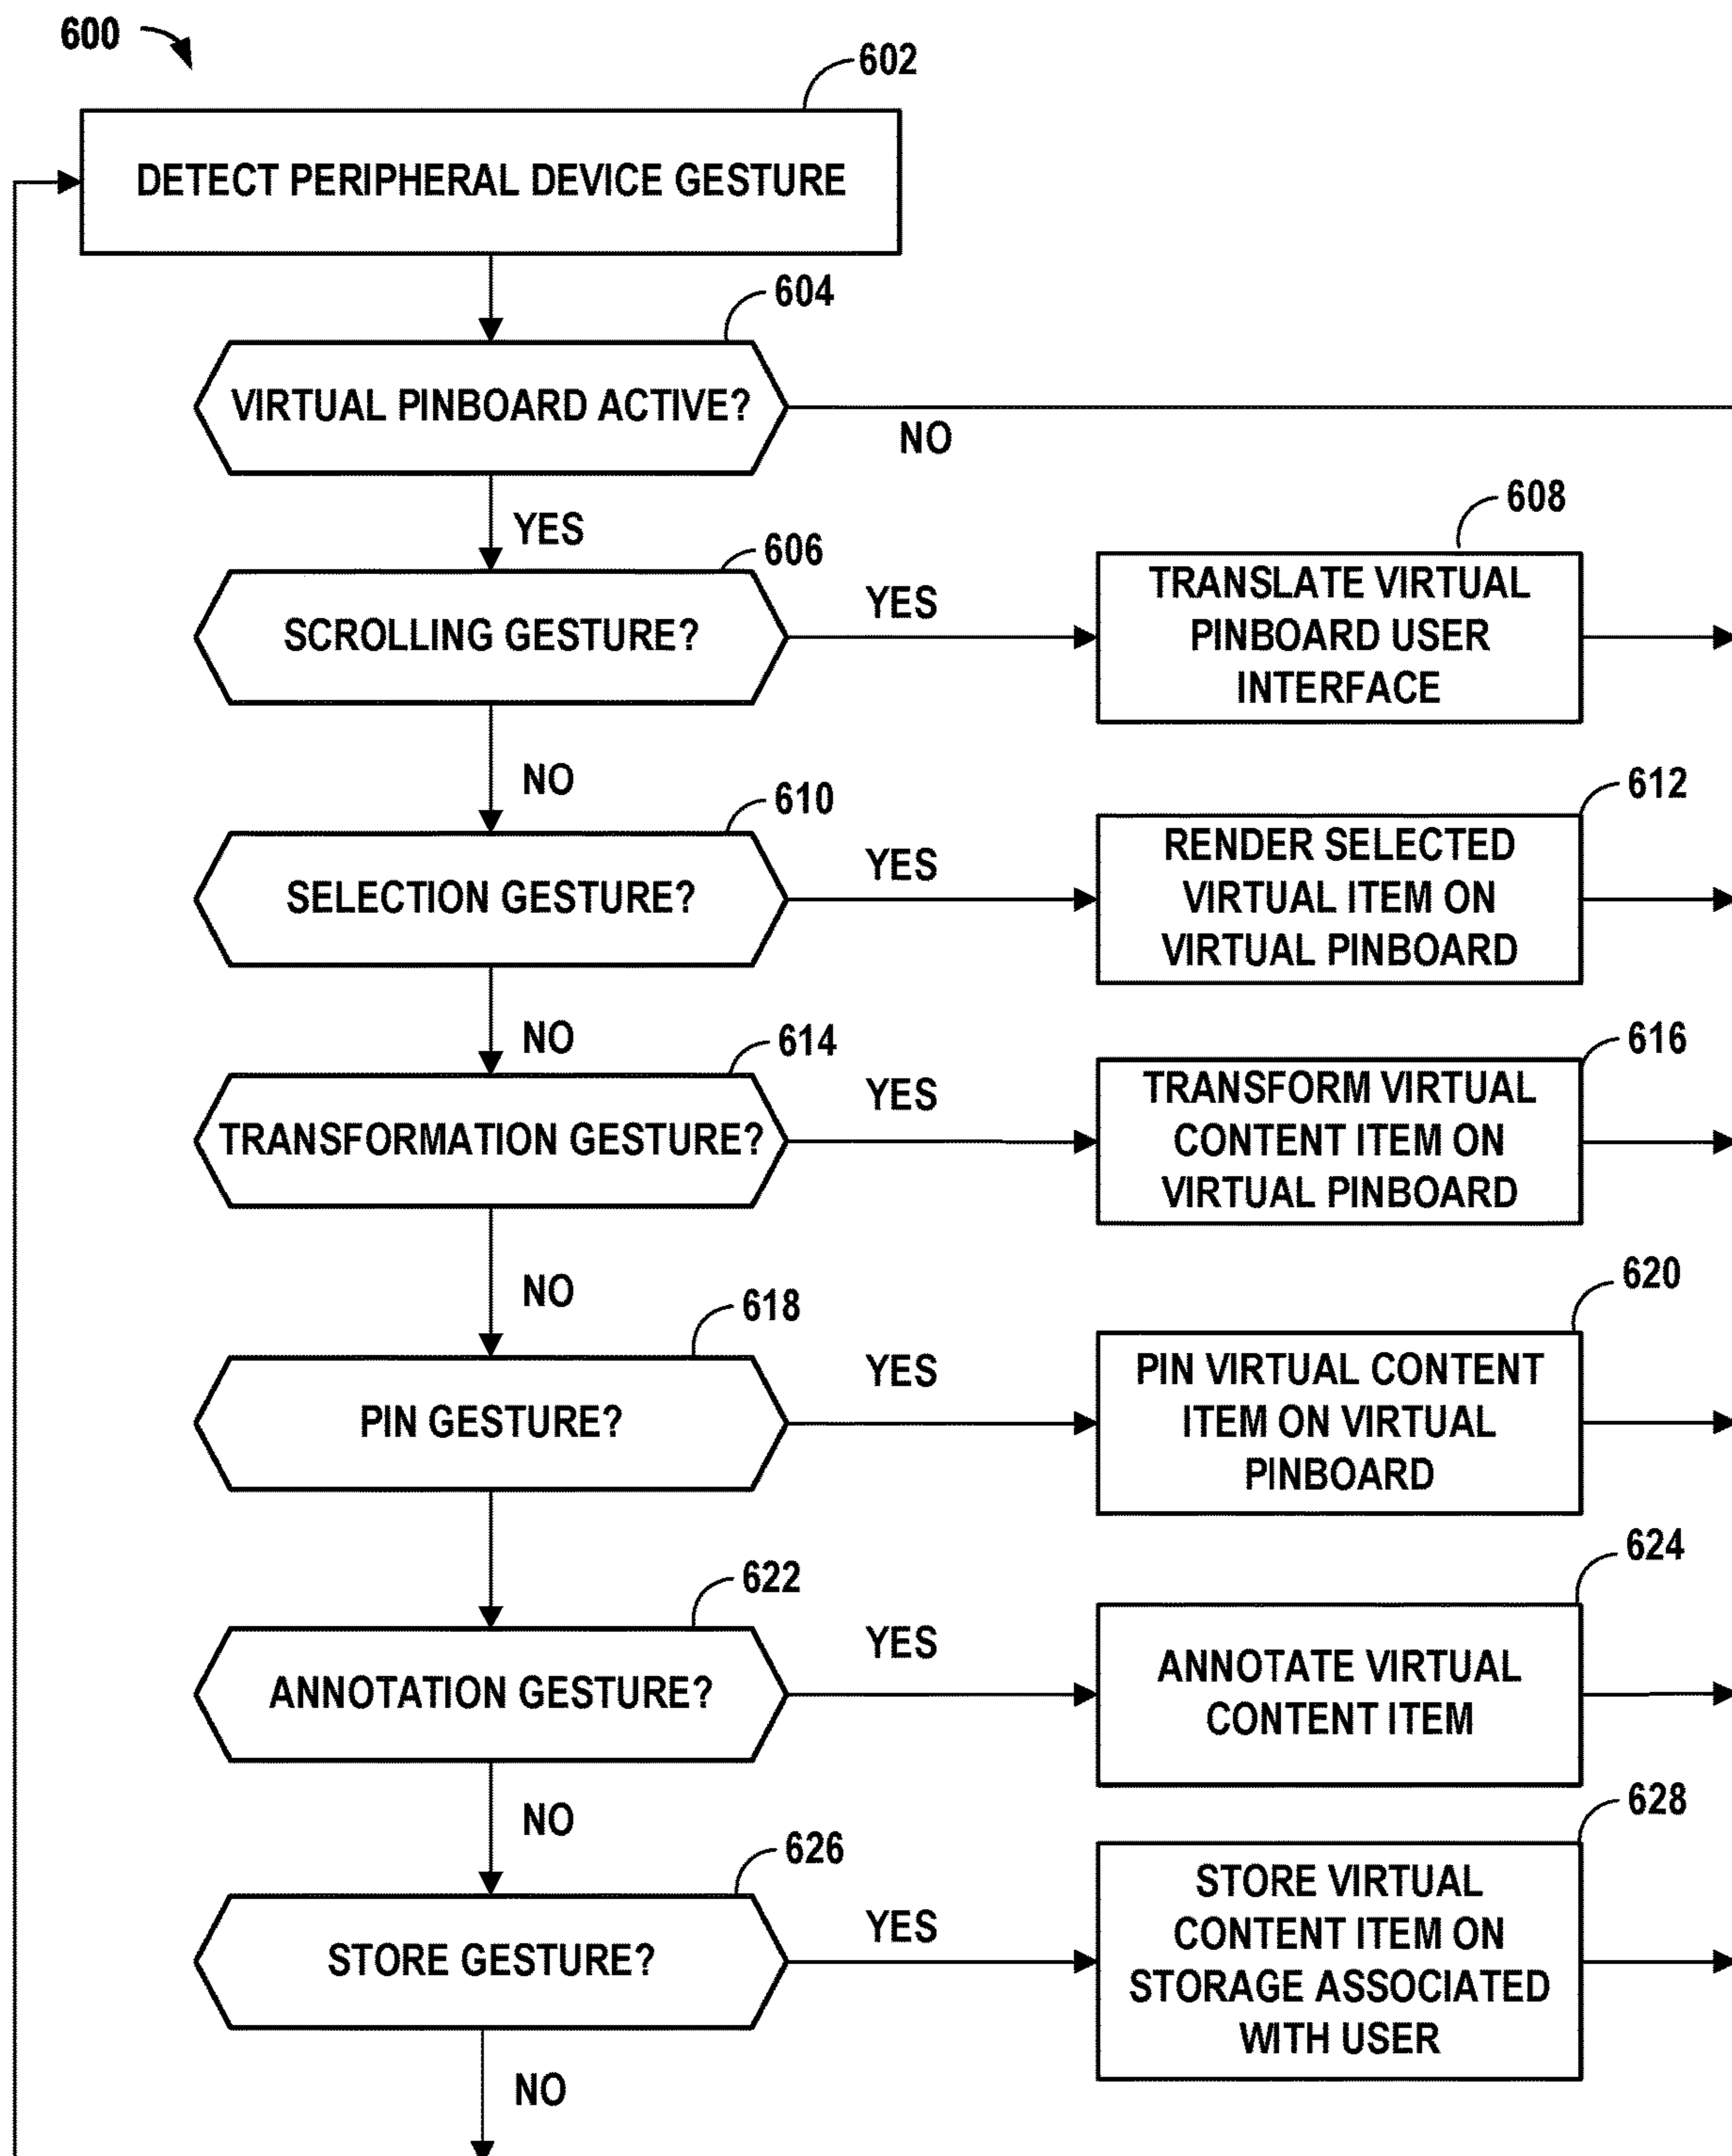 600
602
DETECT PERIPHERAL DEVICE GESTURE
604
VIRTUAL PINBOARD ACTIVE?
NO
YES
606
SCROLLING GESTURE?
YES
608
TRANSLATE VIRTUAL
PINBOARD USER
INTERFACE
NO
610
SELECTION GESTURE?
YES
612
RENDER SELECTED
VIRTUAL ITEM ON
VIRTUAL PINBOARD
NO
614
TRANSFORMATION GESTURE?
YES
616
TRANSFORM VIRTUAL
CONTENT ITEM ON
VIRTUAL PINBOARD
NO
618
PIN GESTURE?
YES
620
PIN VIRTUAL CONTENT
ITEM ON VIRTUAL
PINBOARD
622
ANNOTATION GESTURE?
YES
624
ANNOTATE VIRTUAL
CONTENT ITEM
NO
626
STORE GESTURE?
YES
628
STORE VIRTUAL
CONTENT ITEM ON
STORAGE ASSOCIATED
WITH USER
NO